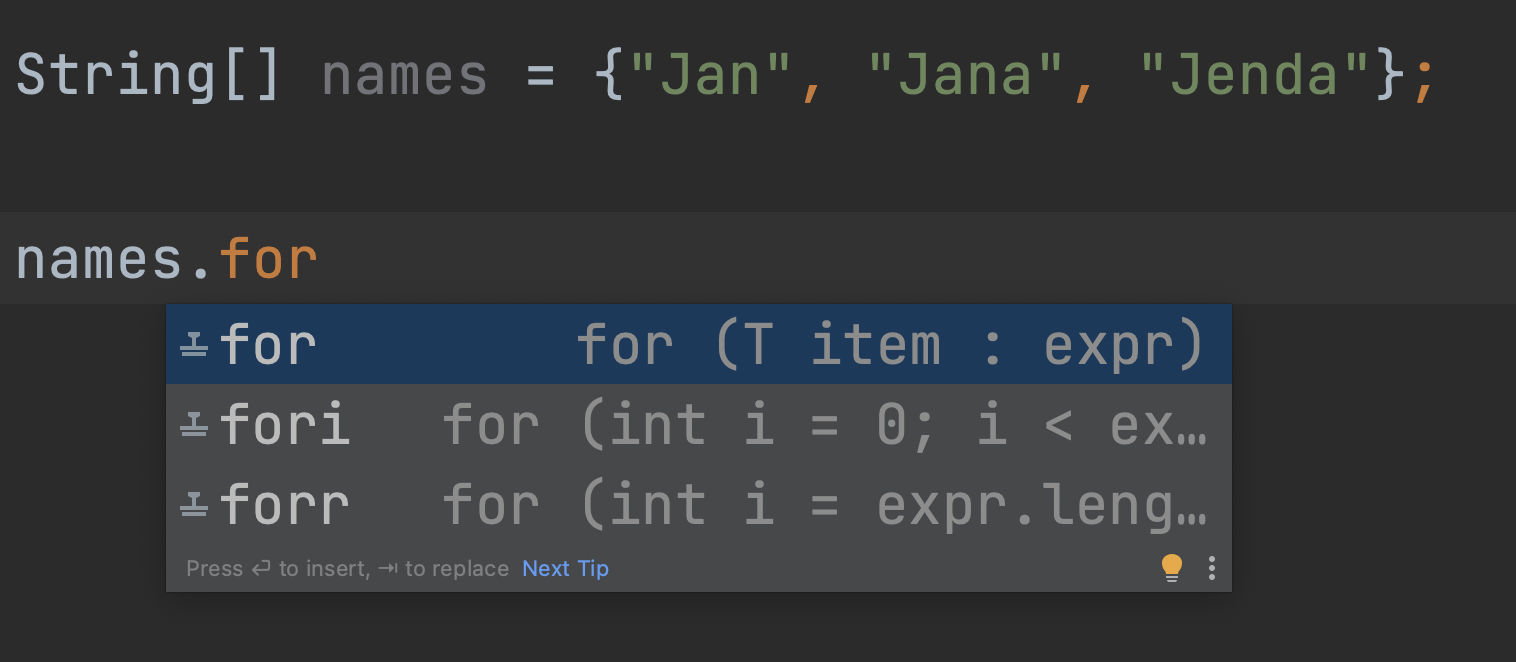 String[] names = {"Jan", "Jana", "Jenda"};
names.for
for for (T item : expr)
fori for (int i = 0; i < ex…
forr for (int i = expr.leng…
Press ⏎ to insert, ⇥ to replace Next Tip